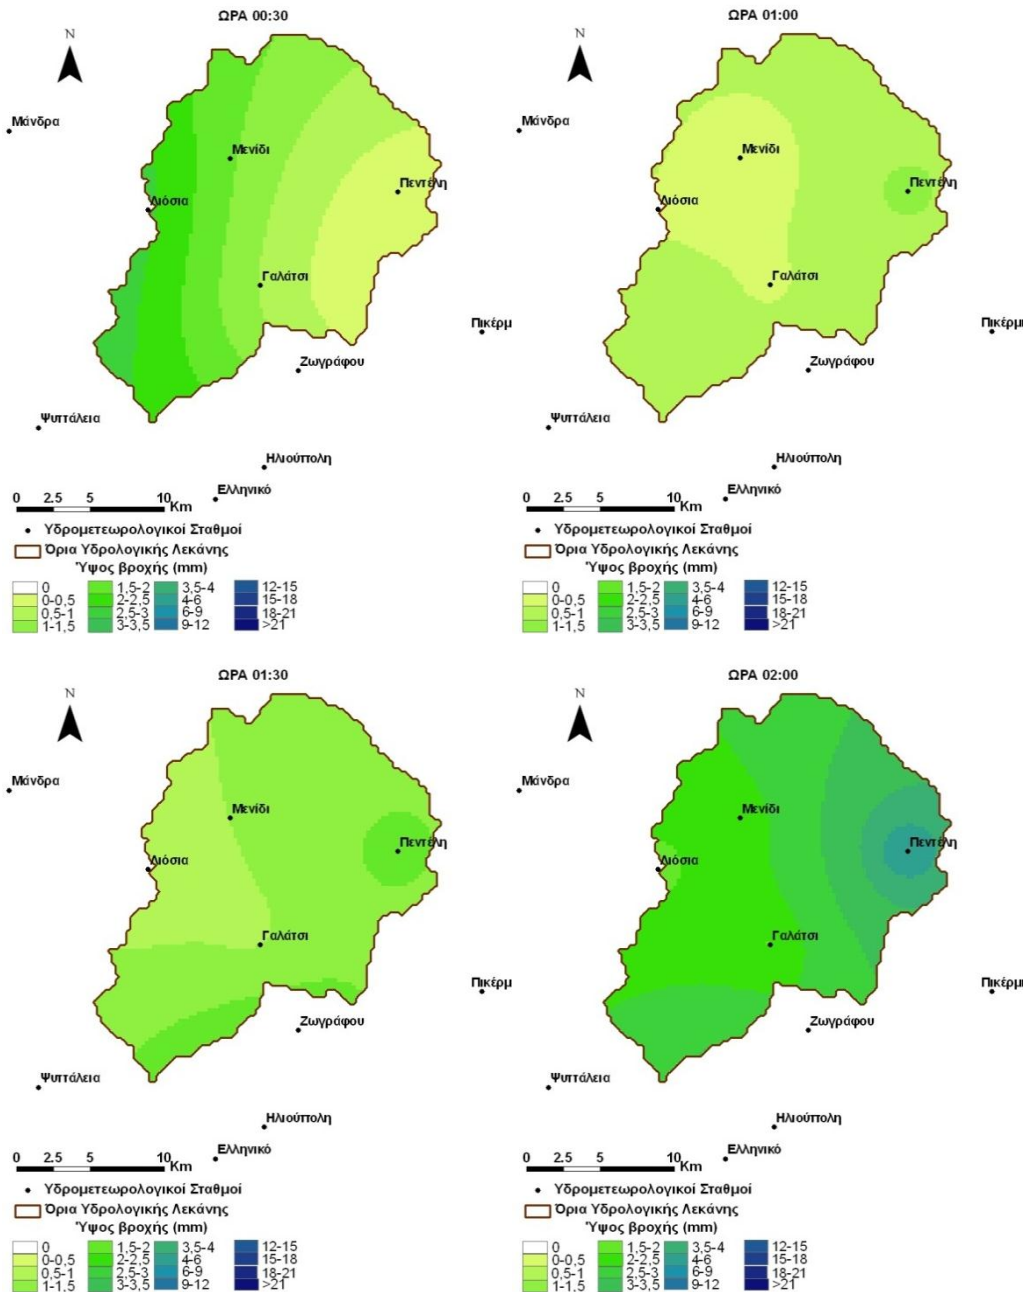 ΩΡΑ 00:30
N
Μάνδρα
Μενίδι
Πεντέλη
Λιόσια
Γαλάτσι
Πικέρμ
Ζωγράφου
Ψυττάλεια
Ηλιούπολη
Ελληνικό
0 2.5 5 10
Km
Υδρομετεωρολογικοί Σταθμοί
Όρια Υδρολογικής Λεκάνης
Ύψος βροχής (mm)
0 1,5-2 3,5-4 12-15
0-0,5 2-2,5 4-6 15-18
0,5-1 2,5-3 6-9 18-21
1-1,5 3-3,5 9-12 >21
ΩΡΑ 01:00
N
Μάνδρα
Μενίδι
Πεντέλη
Λιόσια
Γαλάτσι
Πικέρμ
Ζωγράφου
Ψυττάλεια
Ηλιούπολη
Ελληνικό
0 2.5 5 10
Km
Υδρομετεωρολογικοί Σταθμοί
Όρια Υδρολογικής Λεκάνης
Ύψος βροχής (mm)
0 1,5-2 3,5-4 12-15
0-0,5 2-2,5 4-6 15-18
0,5-1 2,5-3 6-9 18-21
1-1,5 3-3,5 9-12 >21
ΩΡΑ 01:30
N
Μάνδρα
Μενίδι
Πεντέλη
Λιόσια
Γαλάτσι
Πικέρμ
Ζωγράφου
Ψυττάλεια
Ηλιούπολη
Ελληνικό
0 2.5 5 10
Km
Υδρομετεωρολογικοί Σταθμοί
Όρια Υδρολογικής Λεκάνης
Ύψος βροχής (mm)
0 1,5-2 3,5-4 12-15
0-0,5 2-2,5 4-6 15-18
0,5-1 2,5-3 6-9 18-21
1-1,5 3-3,5 9-12 >21
ΩΡΑ 02:00
N
Μάνδρα
Μενίδι
Πεντέλη
Λιόσια
Γαλάτσι
Πικέρμ
Ζωγράφου
Ψυττάλεια
Ηλιούπολη
Ελληνικό
0 2.5 5 10
Km
Υδρομετεωρολογικοί Σταθμοί
Όρια Υδρολογικής Λεκάνης
Ύψος βροχής (mm)
0 1,5-2 3,5-4 12-15
0-0,5 2-2,5 4-6 15-18
0,5-1 2,5-3 6-9 18-21
1-1,5 3-3,5 9-12 >21